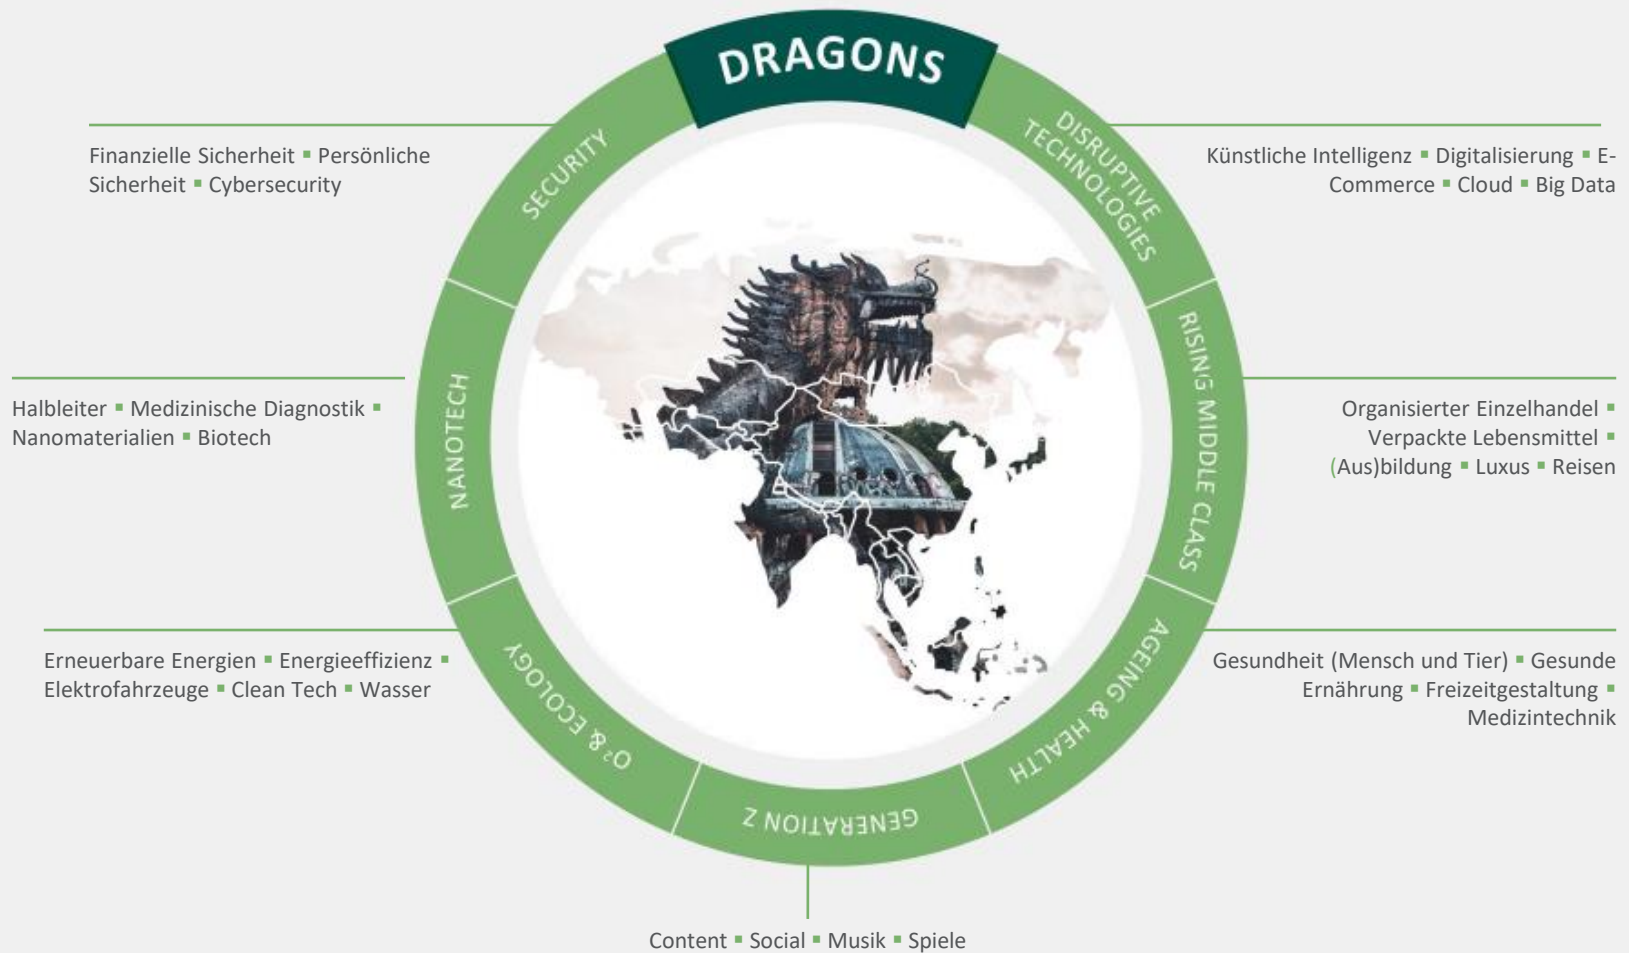 DRAGONS
DISRUPTIVE
TECHNOLOGIES
Künstliche Intelligenz ▪ Digitalisierung ▪ E-
Commerce ▪ Cloud ▪ Big Data
RISING MIDDLE CLASS
Organisierter Einzelhandel ▪
Verpackte Lebensmittel ▪
(Aus)bildung ▪ Luxus ▪ Reisen
AGEING & HEALTH
Gesundheit (Mensch und Tier) ▪ Gesunde
Ernährung ▪ Freizeitgestaltung ▪
Medizintechnik
GENERATION Z
Content ▪ Social ▪ Musik ▪ Spiele
O² & ECOLOGY
Erneuerbare Energien ▪ Energieeffizienz ▪
Elektrofahrzeuge ▪ Clean Tech ▪ Wasser
NANOTECH
Halbleiter ▪ Medizinische Diagnostik ▪
Nanomaterialien ▪ Biotech
SECURITY
Finanzielle Sicherheit ▪ Persönliche
Sicherheit ▪ Cybersecurity